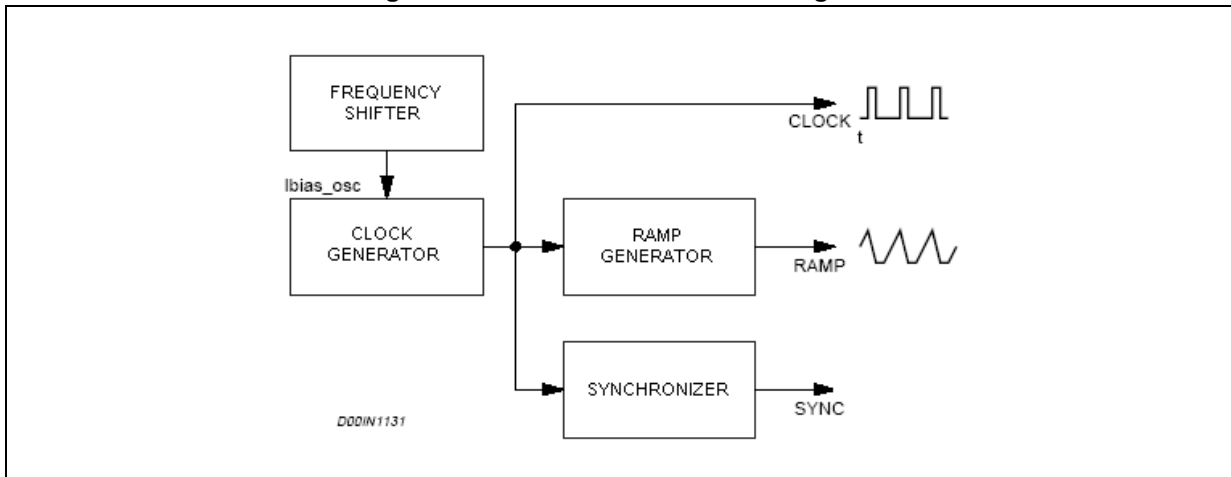 FREQUENCY
SHIFTER
CLOCK
t
Ibias_osc
CLOCK
GENERATOR
RAMP
GENERATOR
RAMP
SYNCHRONIZER
SYNC
D00IN1131